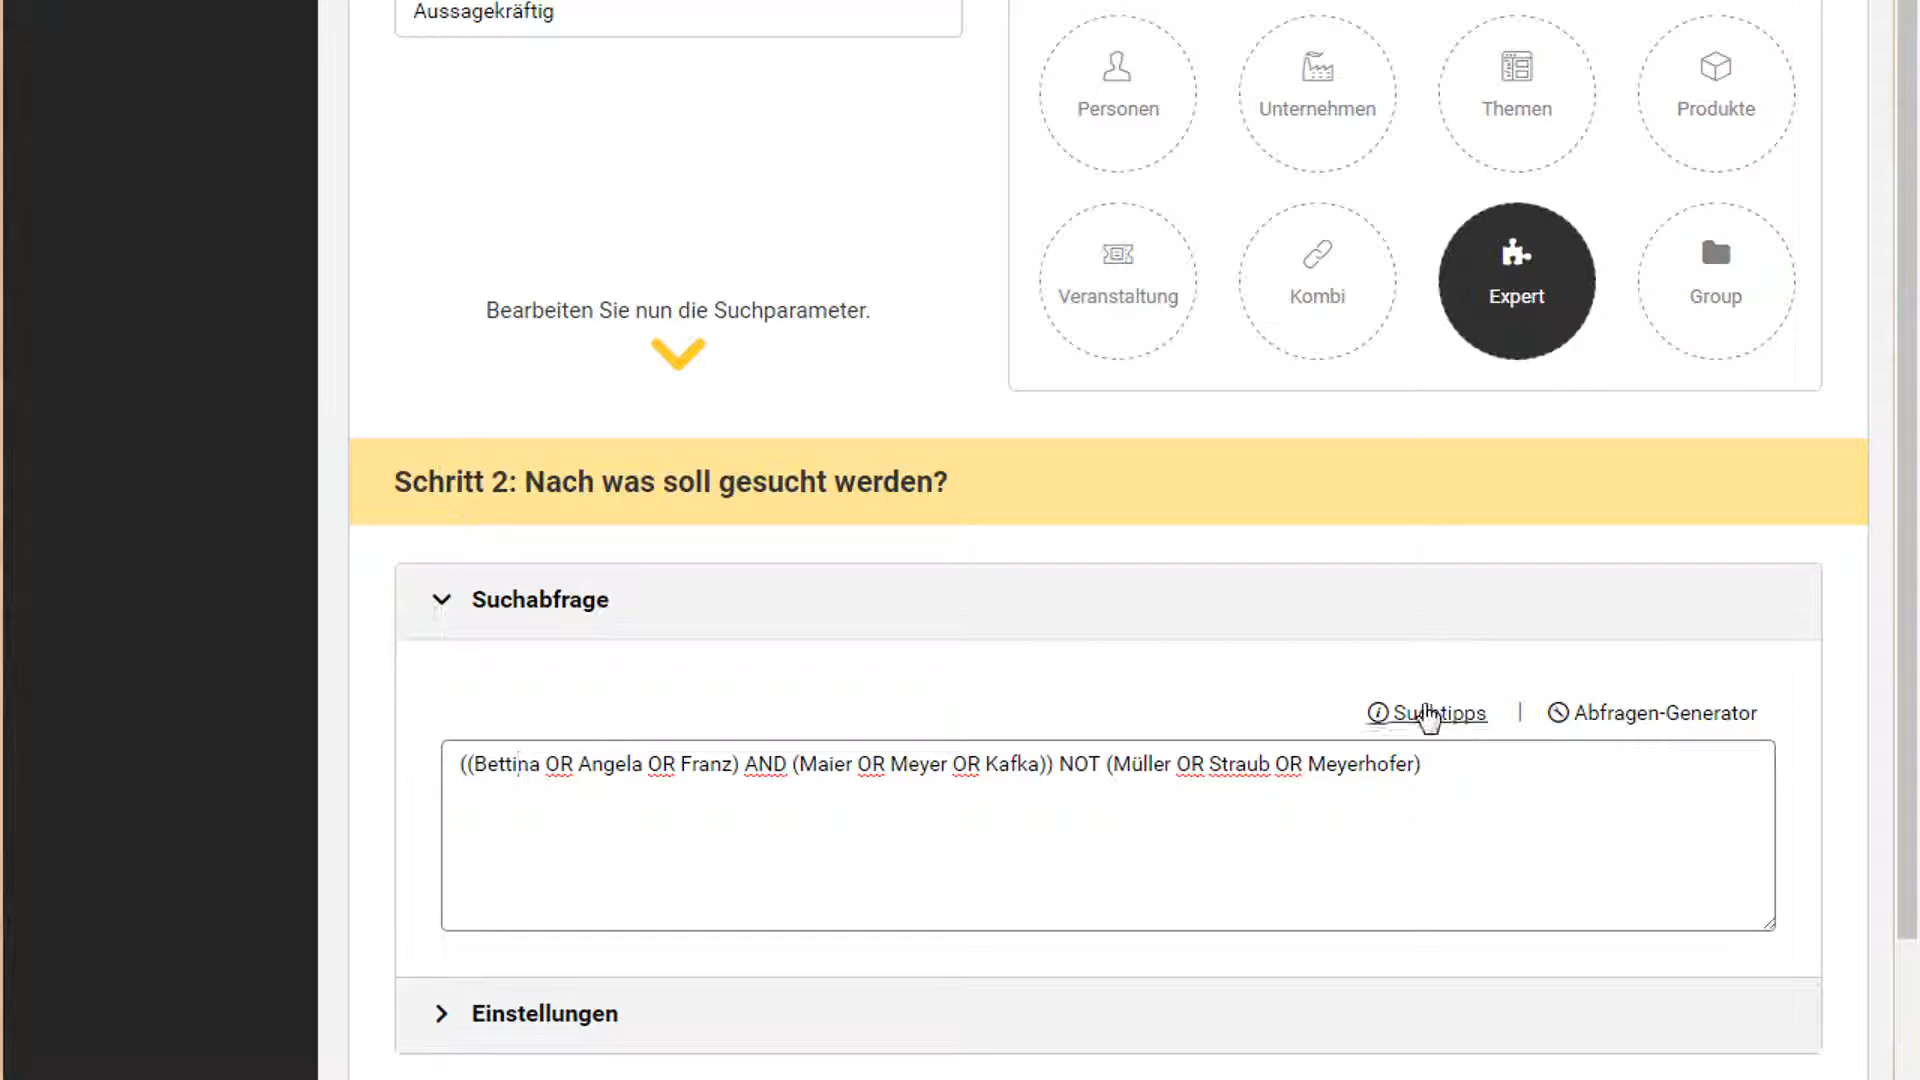 Aussagekräftig
Personen
Unternehmen
Themen
Produkte
Veranstaltung
Kombi
Expert
Group
Bearbeiten Sie nun die Suchparameter.
Schritt 2: Nach was soll gesucht werden?
Suchabfrage
Suchtipps | Abfragen-Generator
((Bettina OR Angela OR Franz) AND (Maier OR Meyer OR Kafka)) NOT (Müller OR Straub OR Meyerhofer)
Einstellungen